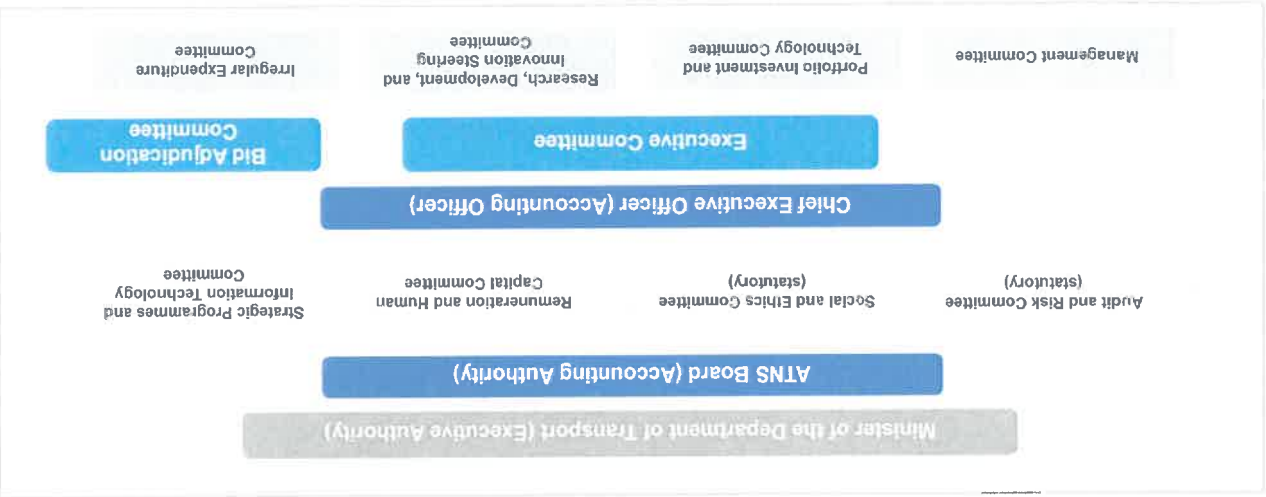 Minister of the Department of Transport (Executive Authority)
ATNS Board (Accounting Authority)
Audit and Risk Committee
(statutory)
Social and Ethics Committee
(statutory)
Remuneration and Human
Capital Committee
Strategic Programmes and
Information Technology
Committee
Chief Executive Officer (Accounting Officer)
Executive Committee
Bid Adjudication
Committee
Management Committee
Portfolio Investment and
Technology Committee
Research, Development, and
Innovation Steering
Committee
Irregular Expenditure
Committee